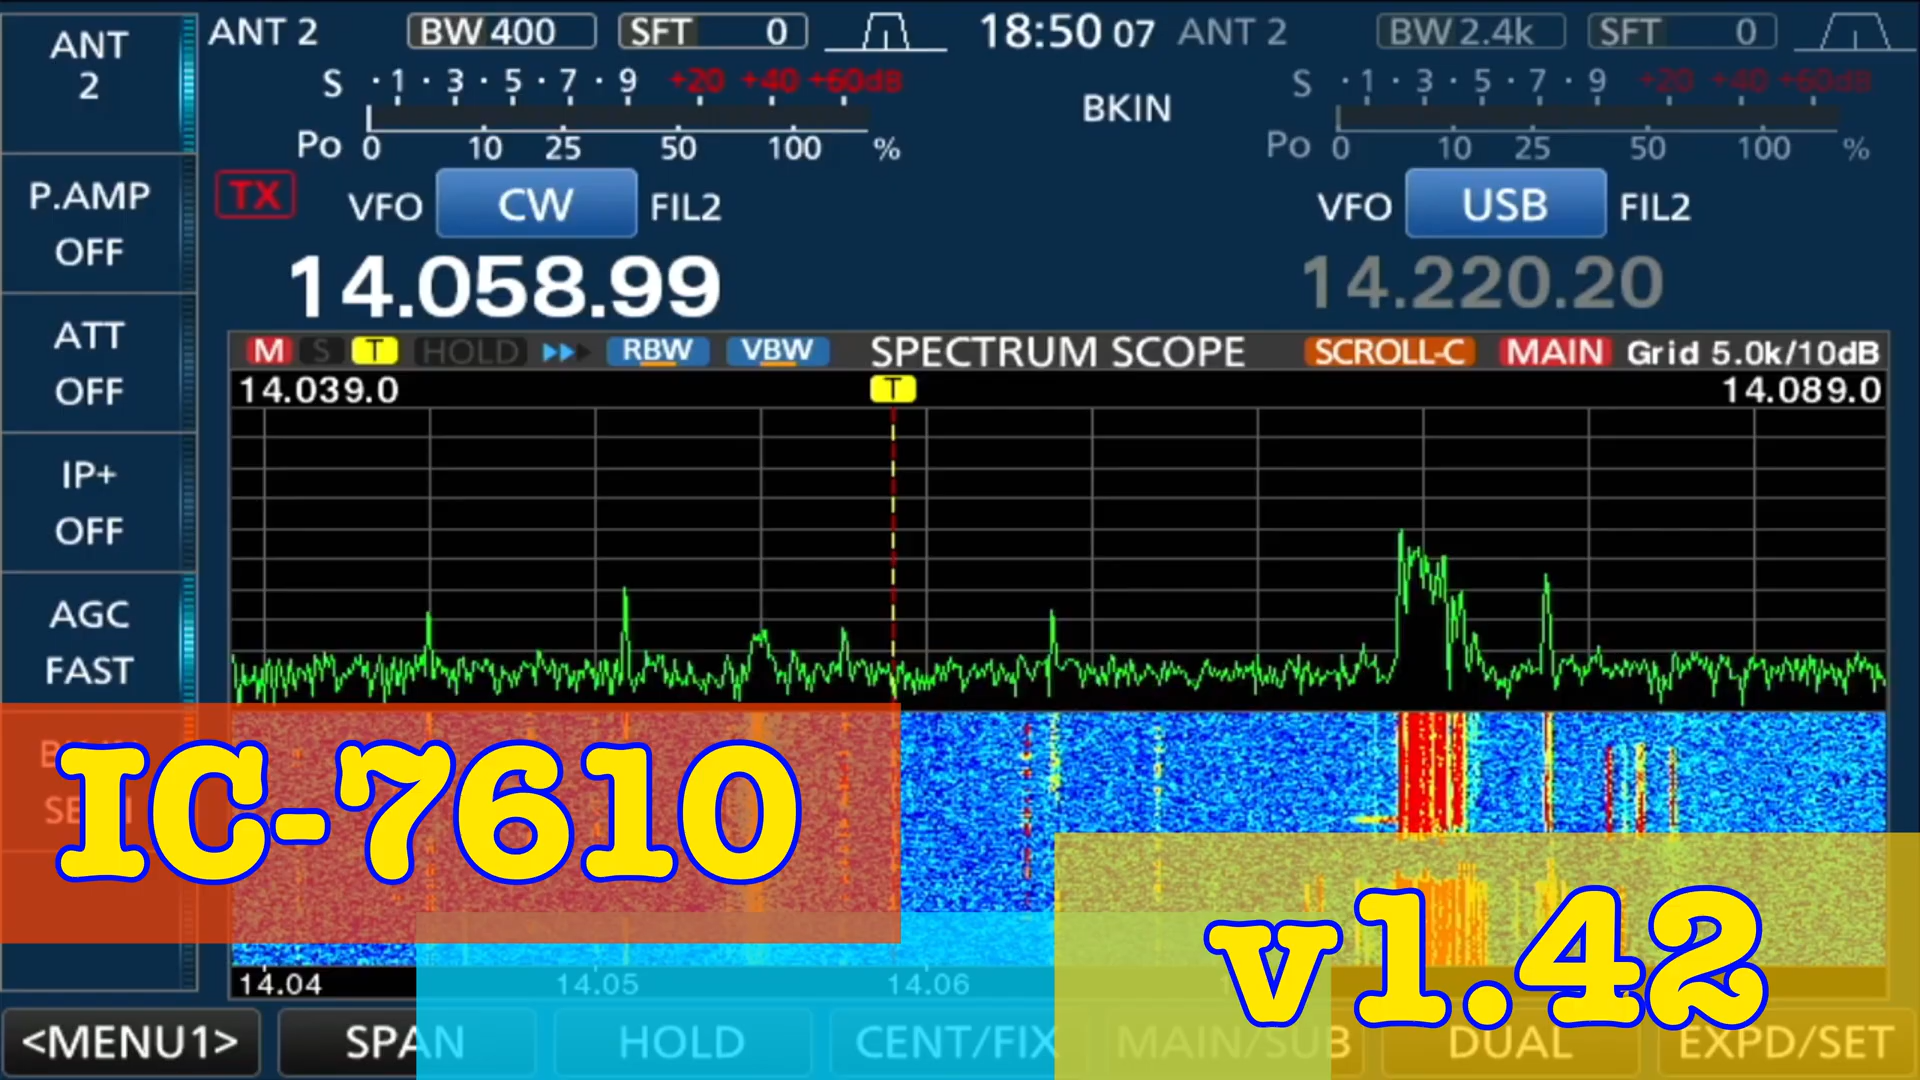 ANT 2
ANT 2 BW 400 SFT 0 18:50 07 ANT 2 BW 2.4k SFT 0
S · 1 · 3 · 5 · 7 · 9 +20 +40 +60dB
BKIN
S · 1 · 3 · 5 · 7 · 9 +20 +40 +60dB
Po 0 10 25 50 100 %
Po 0 10 25 50 100 %
P.AMP
OFF
TX VFO CW FIL2
VFO USB FIL2
14.058.99
14.220.20
ATT
OFF
M S T HOLD RBW VBW SPECTRUM SCOPE SCROLL-C MAIN Grid 5.0k/10dB
14.039.0 T 14.089.0
IP+
OFF
AGC
FAST
IC-7610
v1.42
14.04 14.05 14.06
<MENU1> SPAN HOLD CENT/FIX MAIN/SUB DUAL EXPD/SET